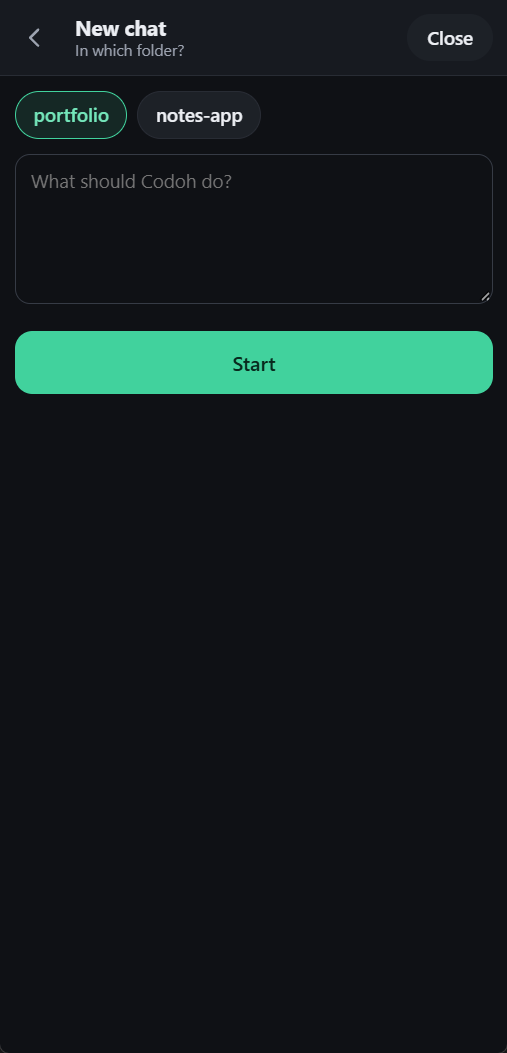 New chat
In which folder?
Close
portfolio
notes-app
What should Codoh do?
Start